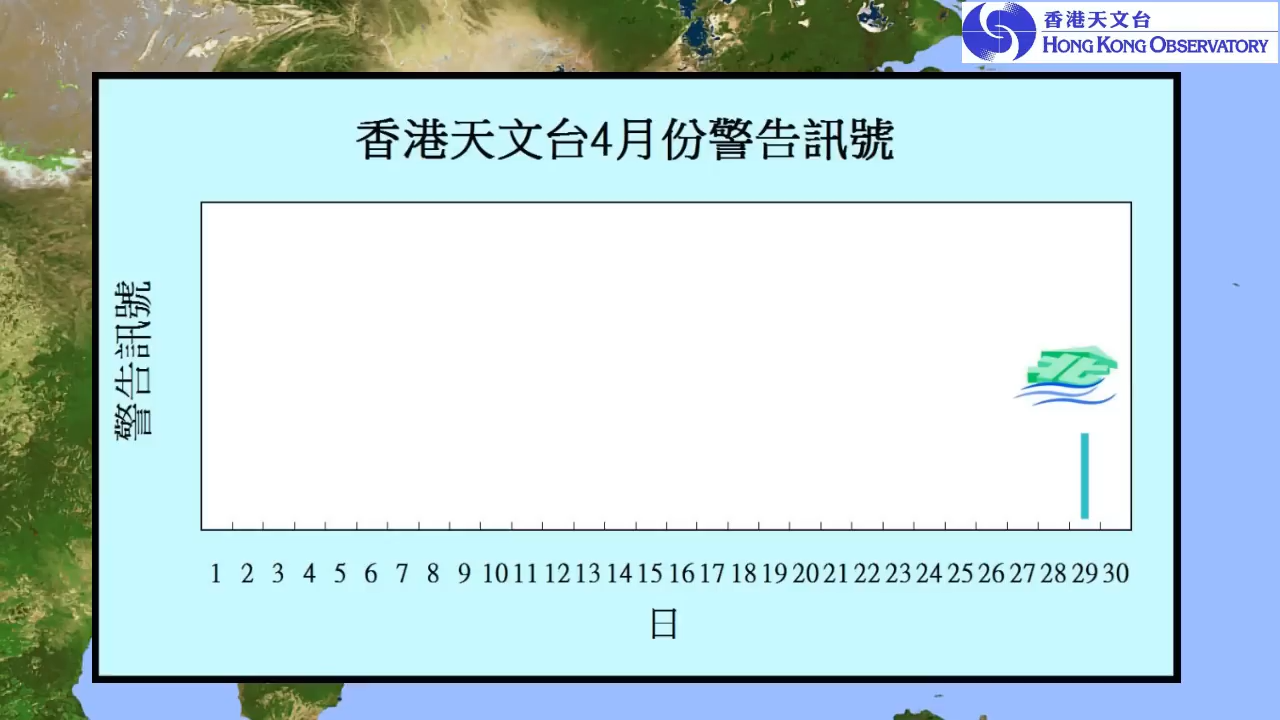 香港天文台
HONG KONG OBSERVATORY
香港天文台4月份警告訊號
警告訊號
北
1 2 3 4 5 6 7 8 9 10 11 12 13 14 15 16 17 18 19 20 21 22 23 24 25 26 27 28 29 30
日